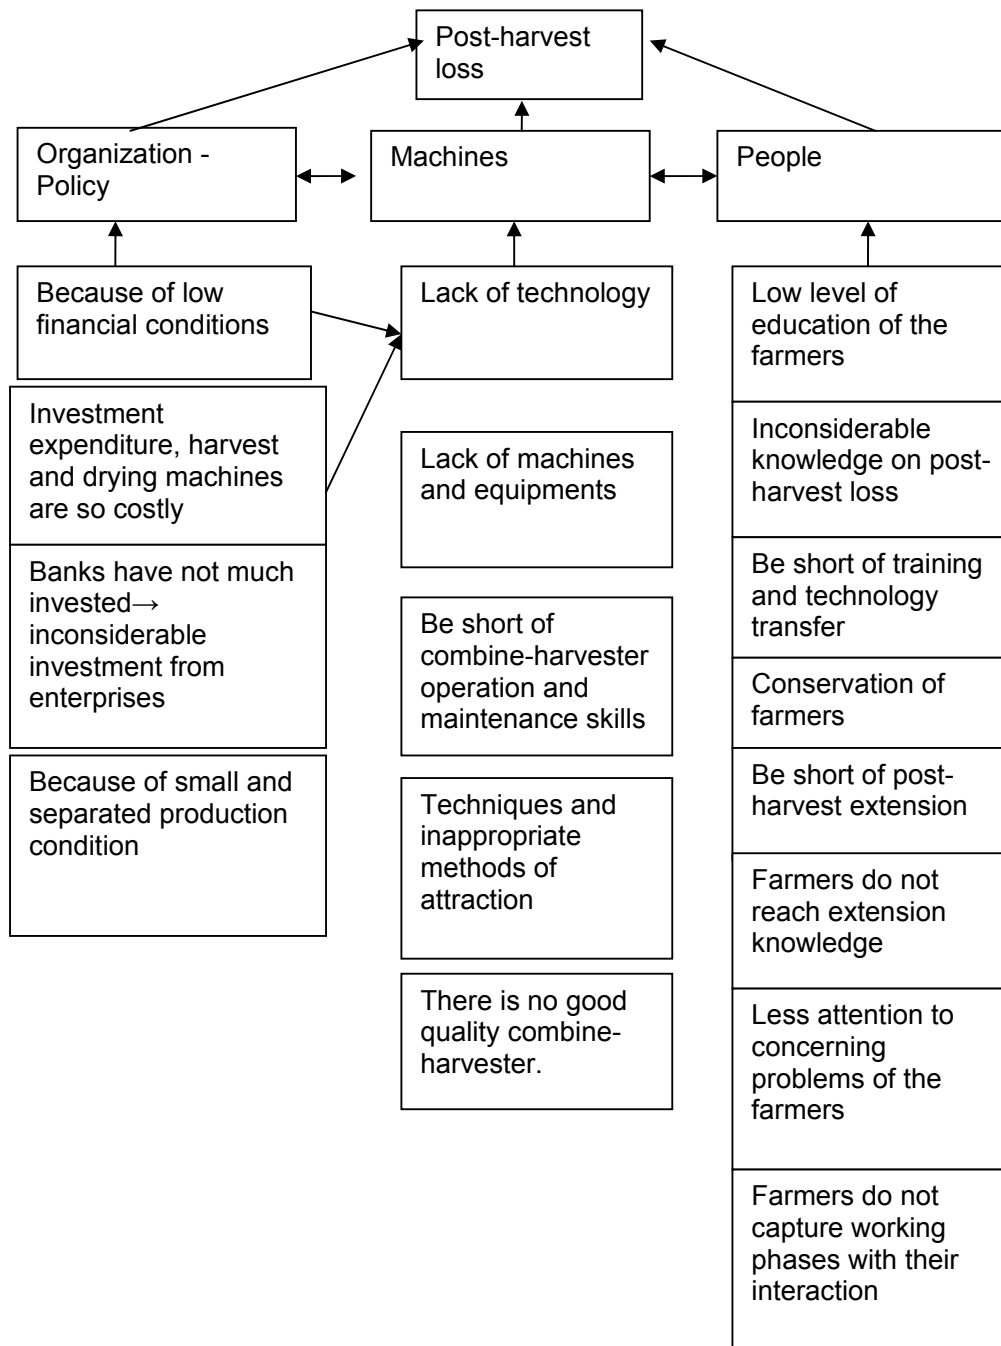 Post-harvest
loss
Organization -
Policy
Machines
People
Because of low
financial conditions
Investment
expenditure, harvest
and drying machines
are so costly
Banks have not much
invested→
inconsiderable
investment from
enterprises
Because of small and
separated production
condition
Lack of technology
Lack of machines
and equipments
Be short of
combine-harvester
operation and
maintenance skills
Techniques and
inappropriate
methods of
attraction
There is no good
quality combine-
harvester.
Low level of
education of the
farmers
Inconsiderable
knowledge on post-
harvest loss
Be short of training
and technology
transfer
Conservation of
farmers
Be short of post-
harvest extension
Farmers do not
reach extension
knowledge
Less attention to
concerning
problems of the
farmers
Farmers do not
capture working
phases with their
interaction